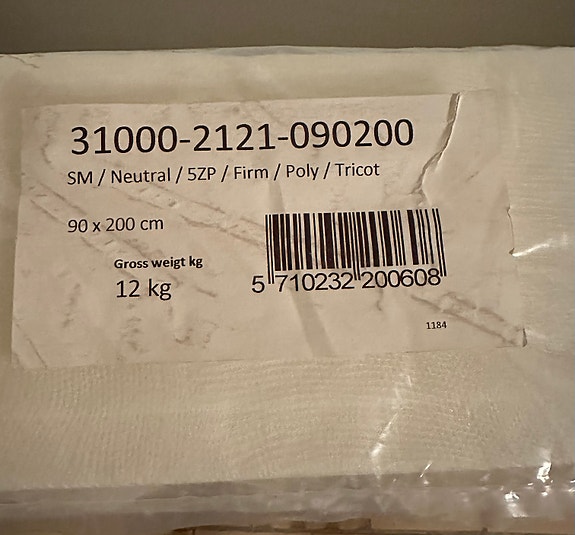 31000-2121-090200
SM / Neutral / 5ZP / Firm / Poly / Tricot
90 x 200 cm
Gross weigt kg
12 kg
5 710232 200608
1184